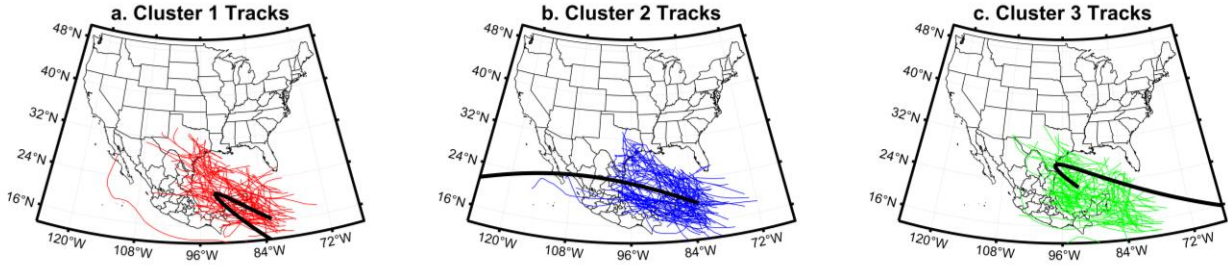 a. Cluster 1 Tracks
48°N
40°N
32°N
24°N
16°N
120°W
108°W
96°W
84°W
72°W
b. Cluster 2 Tracks
48°N
40°N
32°N
24°N
16°N
120°W
108°W
96°W
84°W
72°W
c. Cluster 3 Tracks
48°N
40°N
32°N
24°N
16°N
120°W
108°W
96°W
84°W
72°W